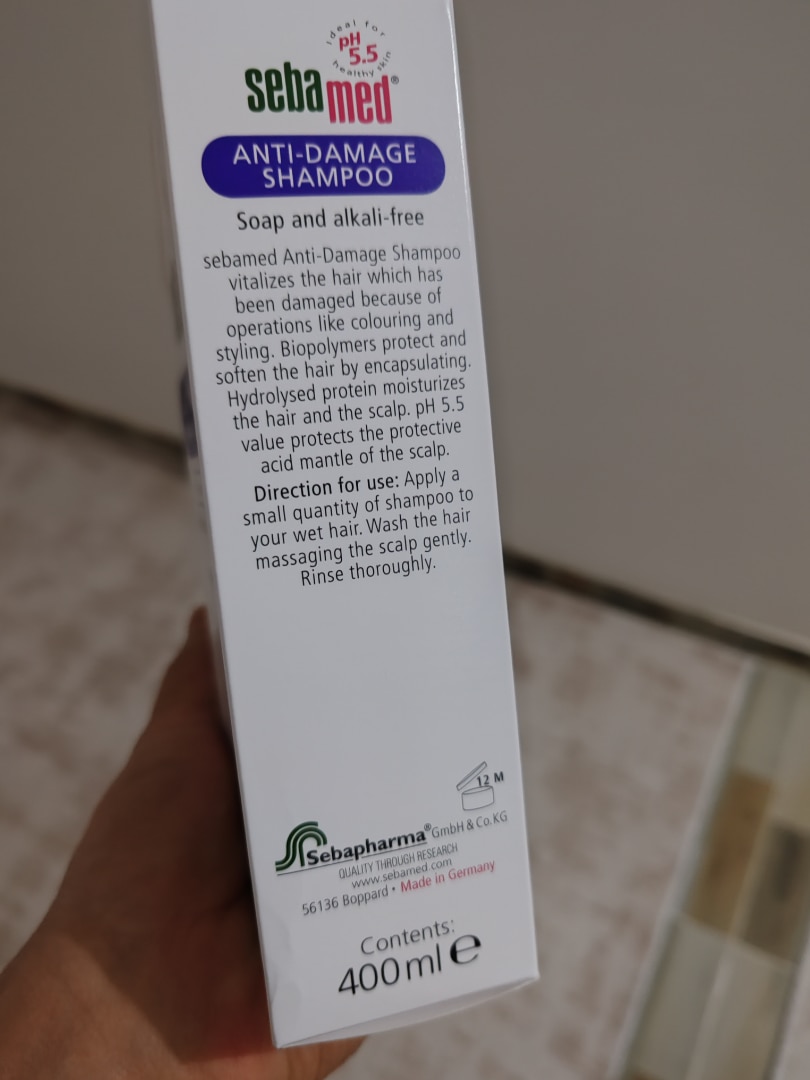 ideal for
pH
5.5
healthy skin
sebamed®
ANTI-DAMAGE
SHAMPOO
Soap and alkali-free
sebamed Anti-Damage Shampoo
vitalizes the hair which has
been damaged because of
operations like colouring and
styling. Biopolymers protect and
soften the hair by encapsulating.
Hydrolysed protein moisturizes
the hair and the scalp. pH 5.5
value protects the protective
acid mantle of the scalp.
Direction for use: Apply a
small quantity of shampoo to
your wet hair. Wash the hair
massaging the scalp gently.
Rinse thoroughly.
12 M
Sebapharma® GmbH & Co.KG
QUALITY THROUGH RESEARCH
www.sebamed.com
56136 Boppard • Made in Germany
Contents:
400ml e